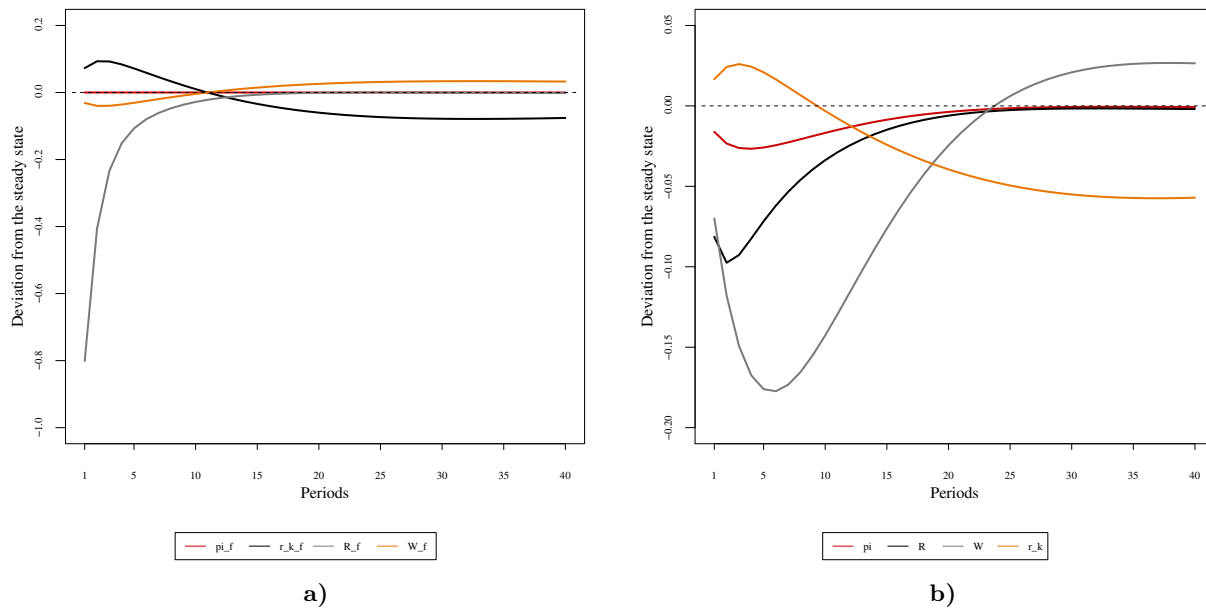 0.2
0.0
−0.2
−0.4
−0.6
−0.8
−1.0
Deviation from the steady state
1 5 10 15 20 25 30 35 40
Periods
pi_f r_k_f R_f W_f
a)
0.05
0.00
−0.05
−0.10
−0.15
−0.20
Deviation from the steady state
1 5 10 15 20 25 30 35 40
Periods
pi R W r_k
b)